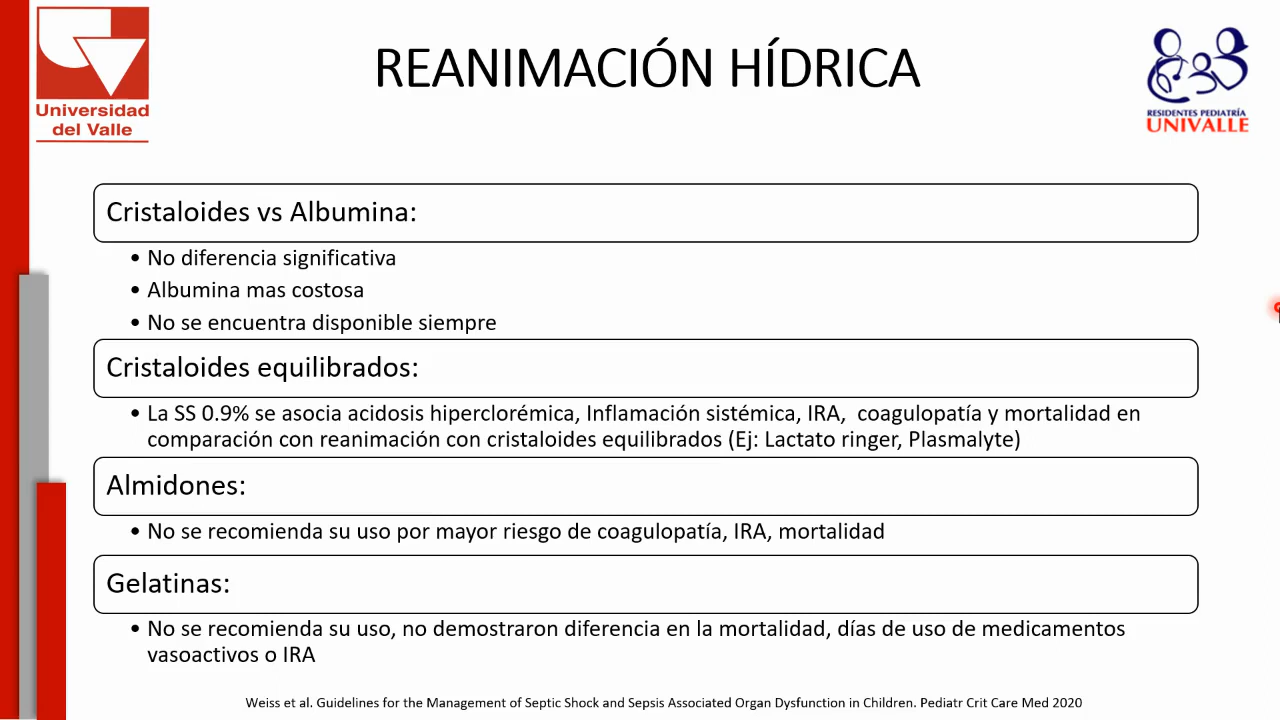 Universidad
del Valle
REANIMACIÓN HÍDRICA
RESIDENTES PEDIATRÍA
UNIVALLE
Cristaloides vs Albumina:
• No diferencia significativa
• Albumina mas costosa
• No se encuentra disponible siempre
Cristaloides equilibrados:
• La SS 0.9% se asocia acidosis hiperclorémica, Inflamación sistémica, IRA, coagulopatía y mortalidad en
comparación con reanimación con cristaloides equilibrados (Ej: Lactato ringer, Plasmalyte)
Almidones:
• No se recomienda su uso por mayor riesgo de coagulopatía, IRA, mortalidad
Gelatinas:
• No se recomienda su uso, no demostraron diferencia en la mortalidad, días de uso de medicamentos
vasoactivos o IRA
Weiss et al. Guidelines for the Management of Septic Shock and Sepsis Associated Organ Dysfunction in Children. Pediatr Crit Care Med 2020